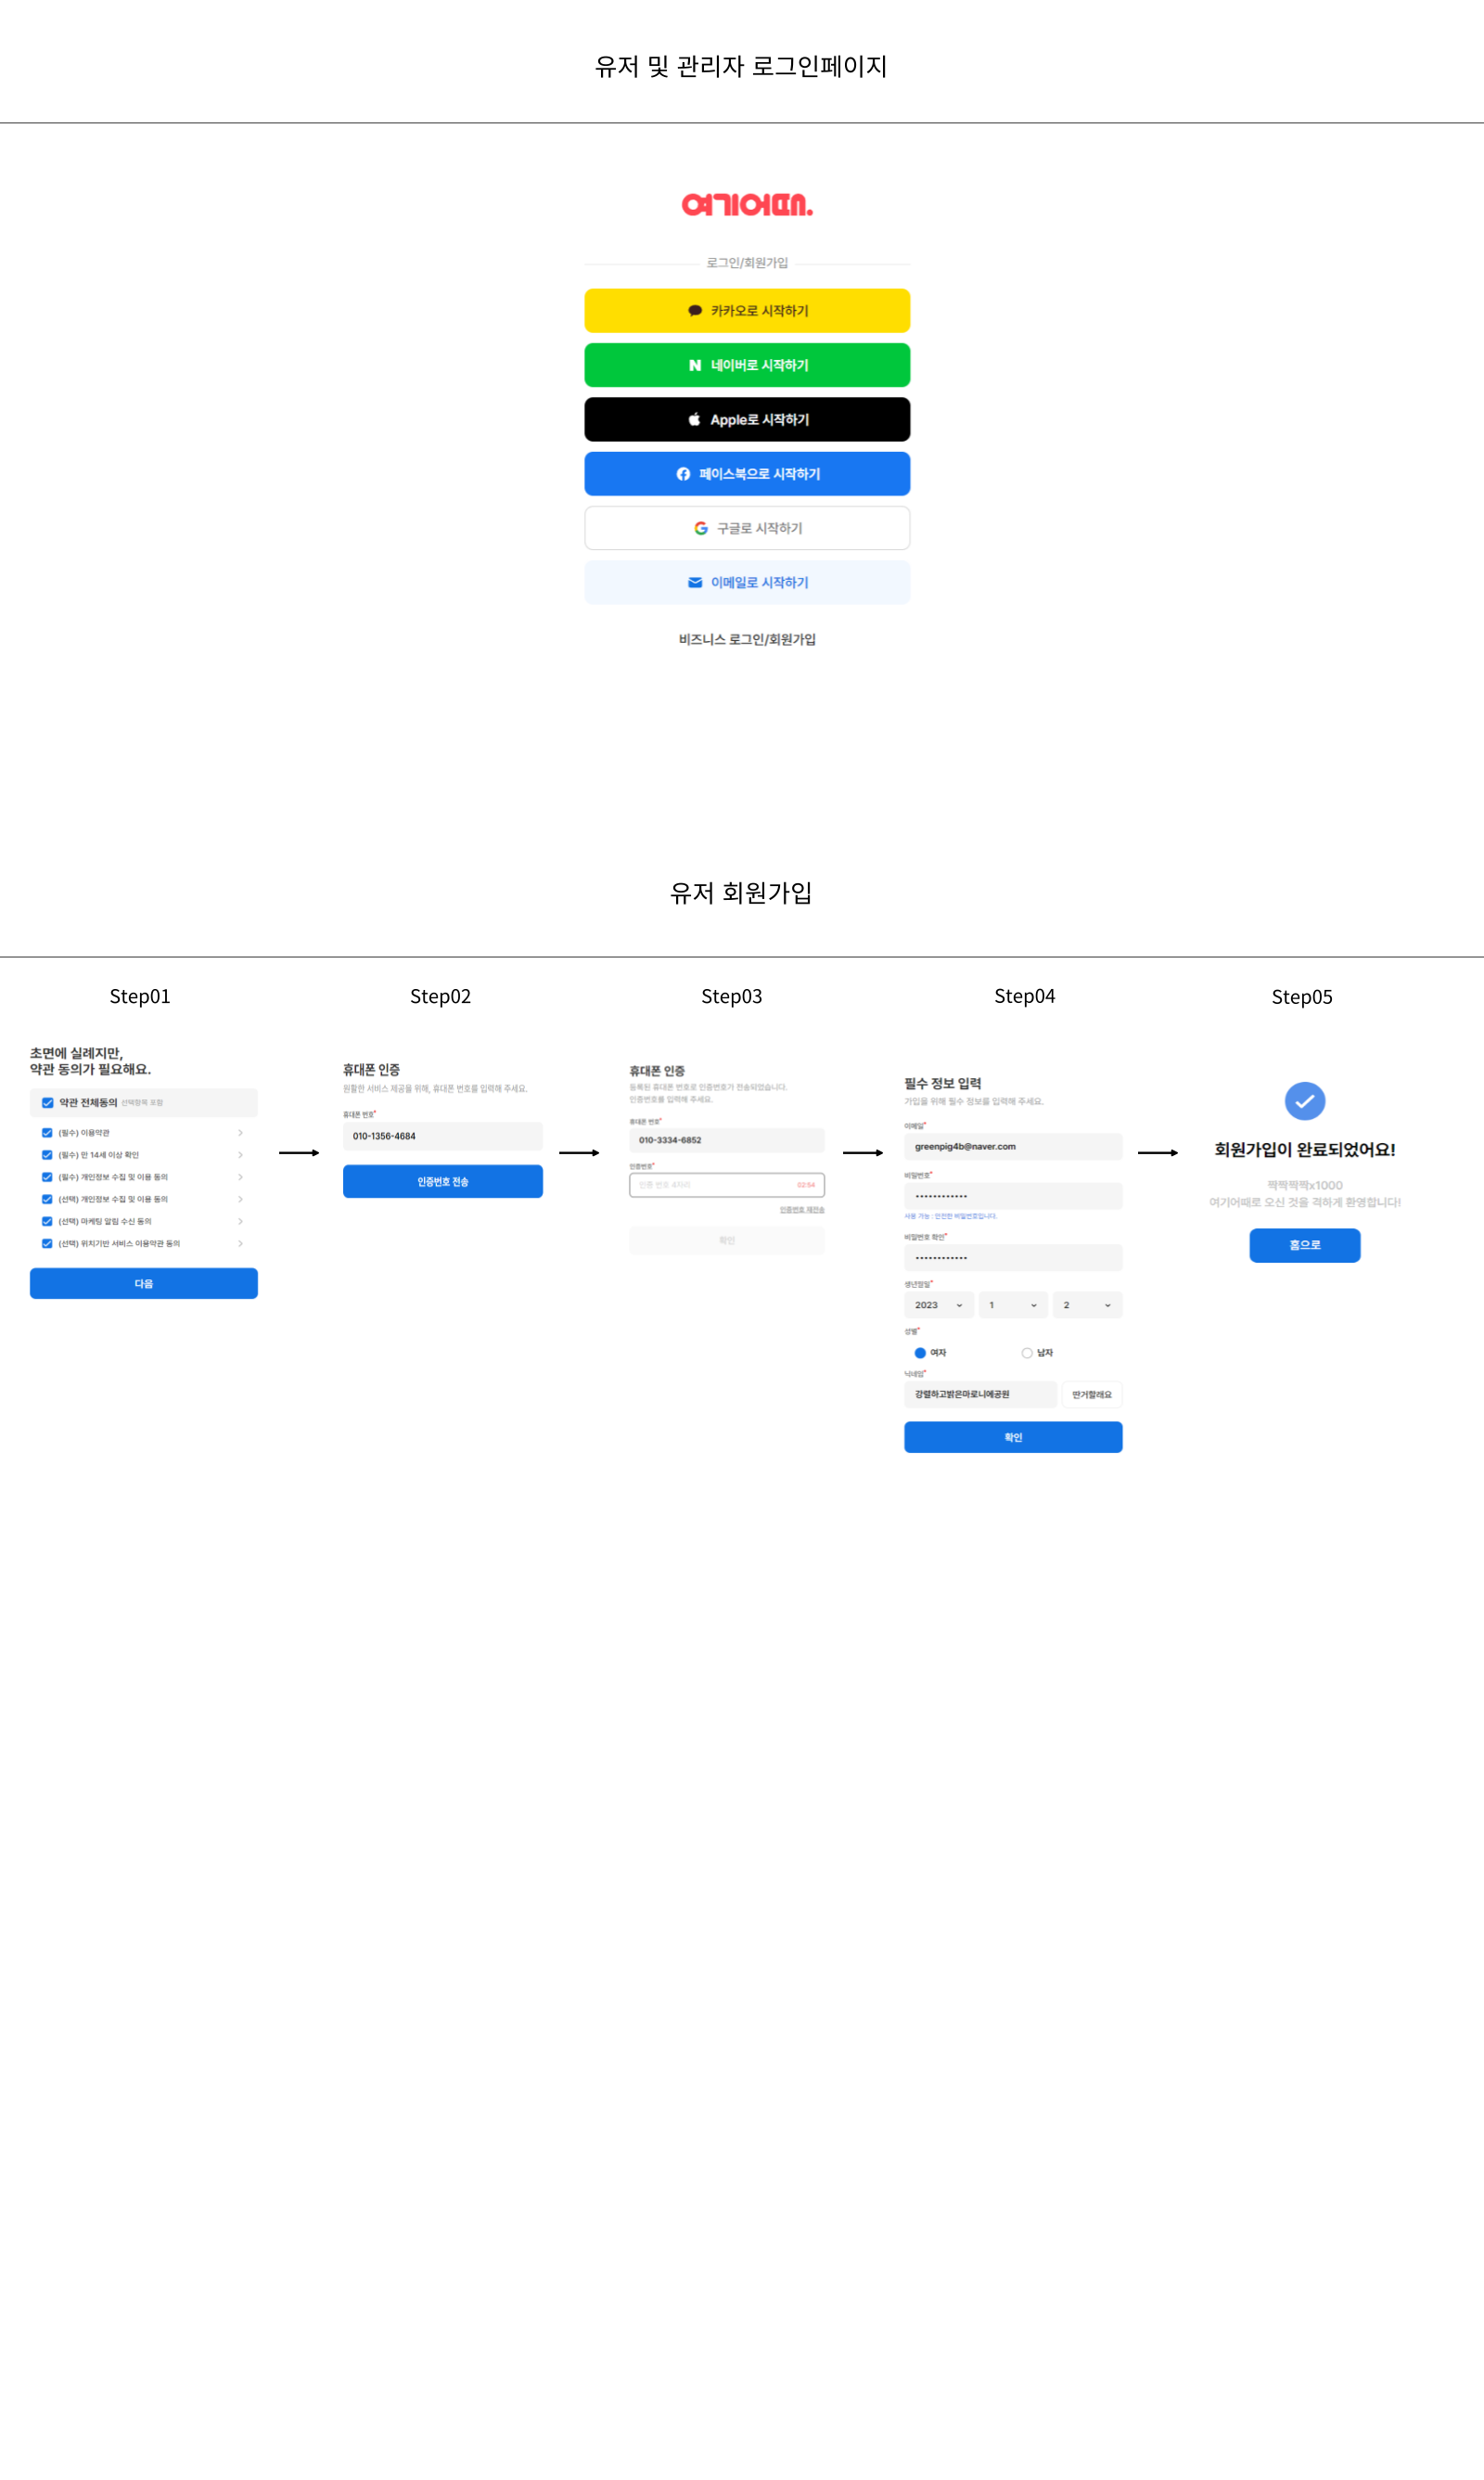 유저 및 관리자 로그인페이지
여기어때.
로그인/회원가입
카카오로 시작하기
N 네이버로 시작하기
Apple로 시작하기
페이스북으로 시작하기
구글로 시작하기
이메일로 시작하기
비즈니스 로그인/회원가입
유저 회원가입
Step01
초면에 실례지만,
약관 동의가 필요해요.
약관 전체동의 선택항목 포함
(필수) 이용약관
(필수) 만 14세 이상 확인
(필수) 개인정보 수집 및 이용 동의
(선택) 개인정보 수집 및 이용 동의
(선택) 마케팅 알림 수신 동의
(선택) 위치기반 서비스 이용약관 동의
다음
Step02
휴대폰 인증
원활한 서비스 제공을 위해, 휴대폰 번호를 입력해 주세요.
휴대폰 번호*
010-1356-4684
인증번호 전송
Step03
휴대폰 인증
등록된 휴대폰 번호로 인증번호가 전송되었습니다.
인증번호를 입력해 주세요.
휴대폰 번호*
010-3334-6852
인증번호*
인증 번호 4자리 02:54
인증번호 재전송
확인
Step04
필수 정보 입력
가입을 위해 필수 정보를 입력해 주세요.
이메일*
greenpig4b@naver.com
비밀번호*
••••••••••••
사용 가능 : 안전한 비밀번호입니다.
비밀번호 확인*
••••••••••••
생년월일*
2023 1 2
성별*
여자 남자
닉네임*
강렬하고밝은마로니에공원 딴거할래요
확인
Step05
회원가입이 완료되었어요!
짝짝짝짝x1000
여기어때로 오신 것을 격하게 환영합니다!
홈으로